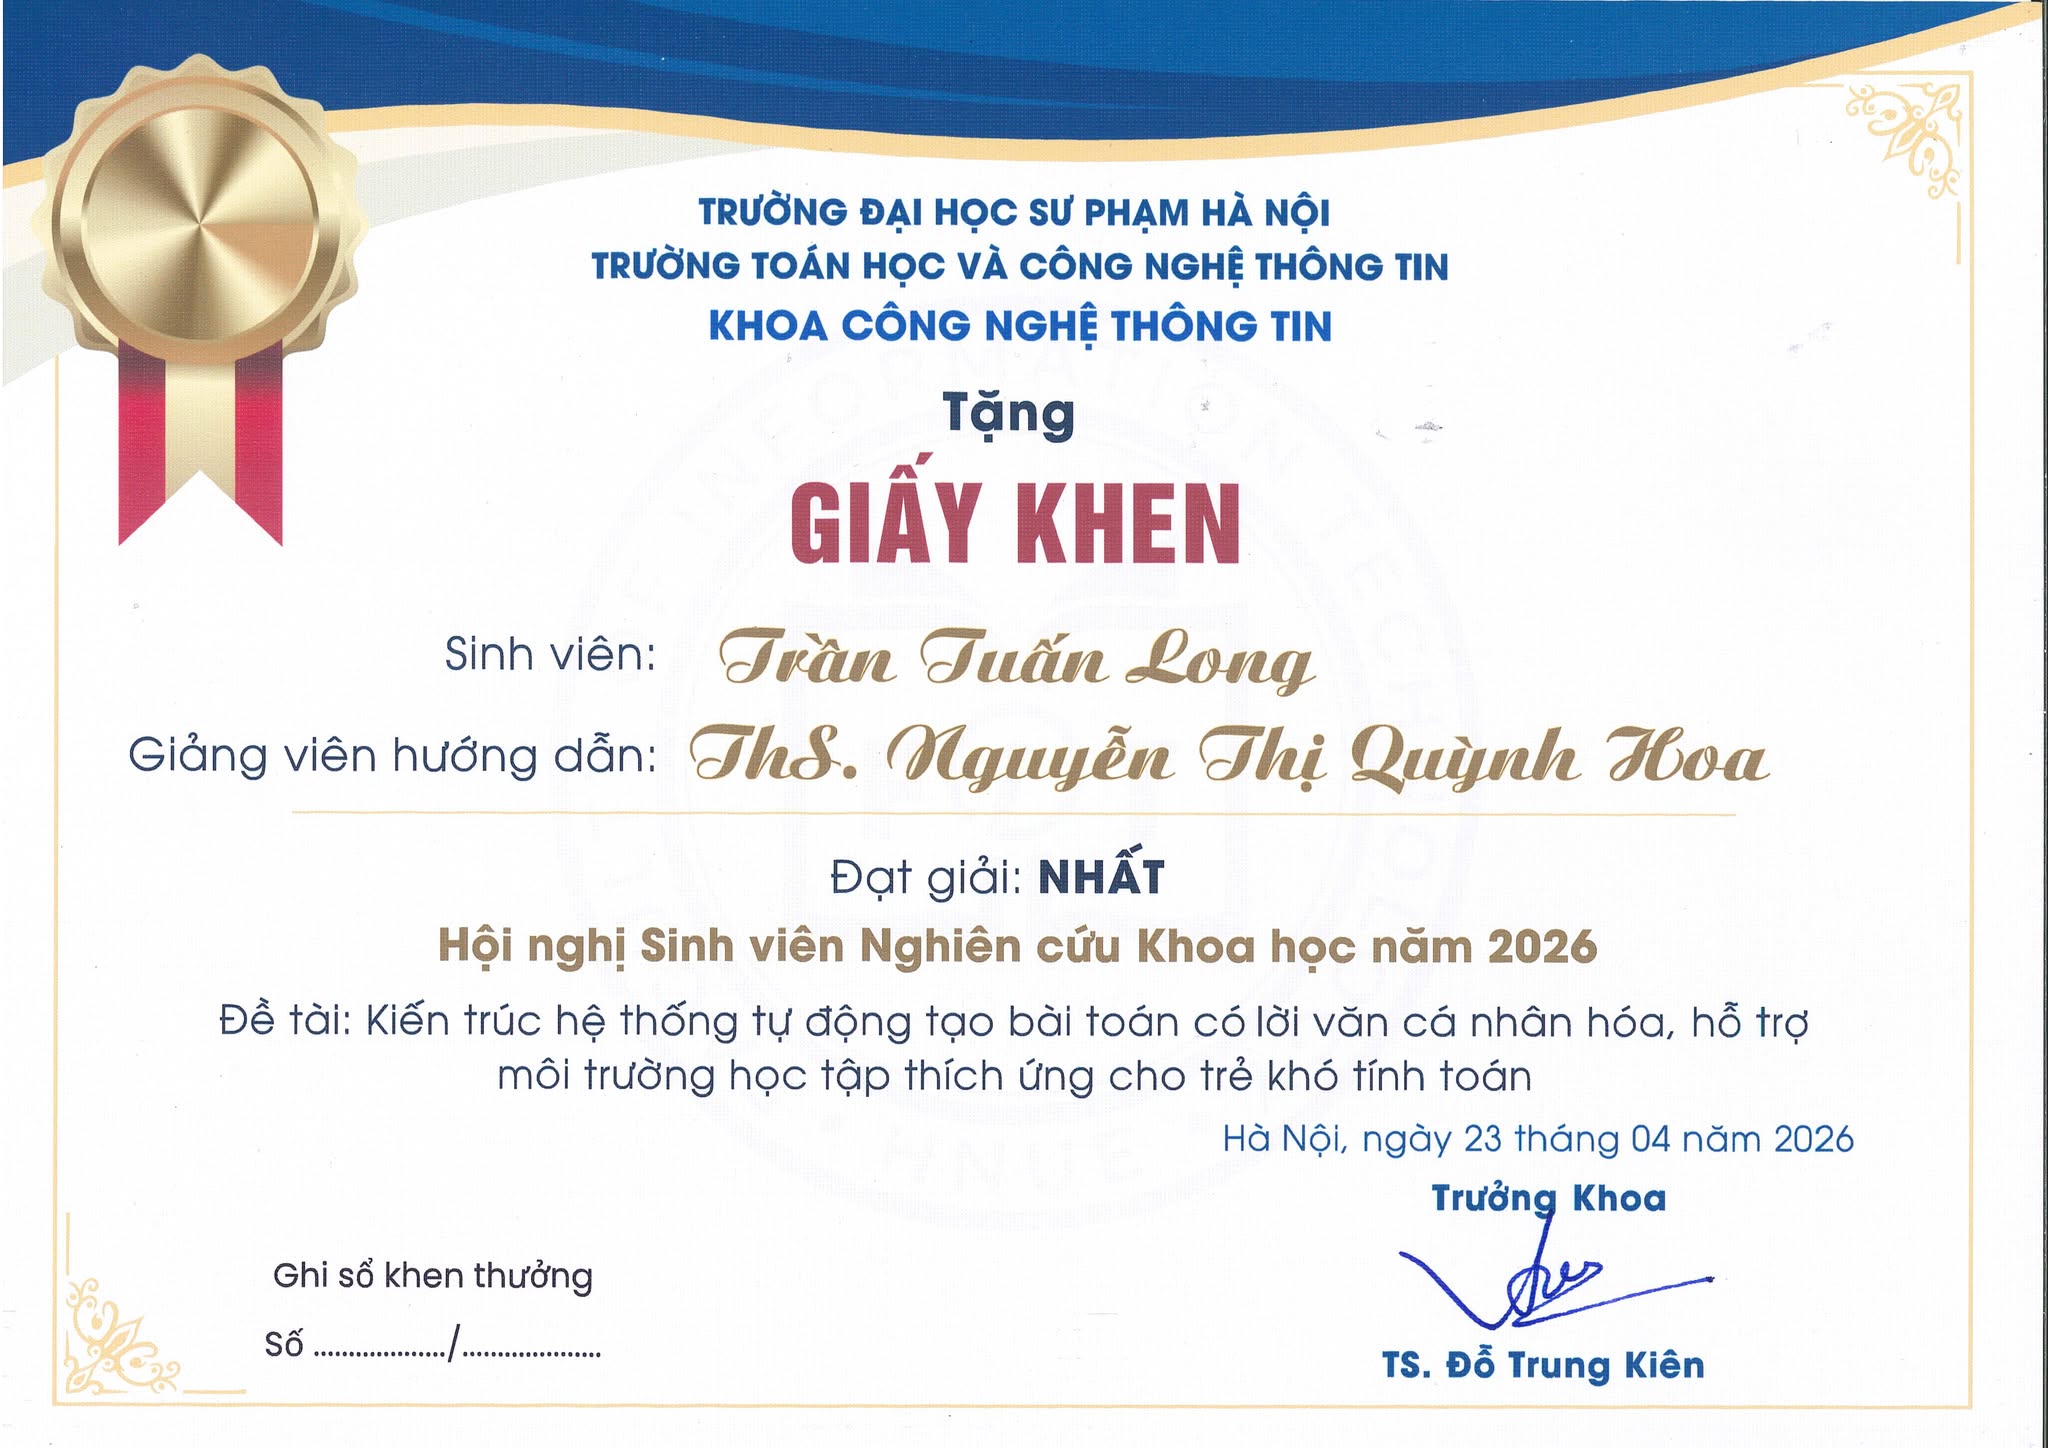 TRƯỜNG ĐẠI HỌC SƯ PHẠM HÀ NỘI
TRƯỜNG TOÁN HỌC VÀ CÔNG NGHỆ THÔNG TIN
KHOA CÔNG NGHỆ THÔNG TIN
Tặng
GIẤY KHEN
Sinh viên: Trần Tuấn Long
Giảng viên hướng dẫn: ThS. Nguyễn Thị Quỳnh Hoa
Đạt giải: NHẤT
Hội nghị Sinh viên Nghiên cứu Khoa học năm 2026
Đề tài: Kiến trúc hệ thống tự động tạo bài toán có lời văn cá nhân hóa, hỗ trợ
môi trường học tập thích ứng cho trẻ khó tính toán
Hà Nội, ngày 23 tháng 04 năm 2026
Trưởng Khoa
TS. Đỗ Trung Kiên
Ghi sổ khen thưởng
Số ..................../.....................